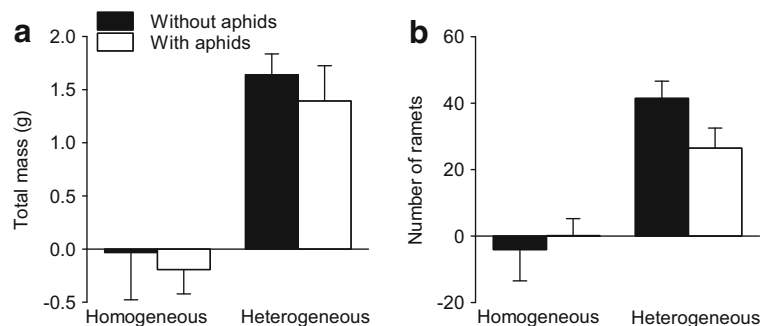 a
Without aphids
With aphids
Total mass (g)
2.0
1.5
1.0
0.5
0.0
-0.5
Homogeneous Heterogeneous
b
Number of ramets
60
40
20
0
-20
Homogeneous Heterogeneous